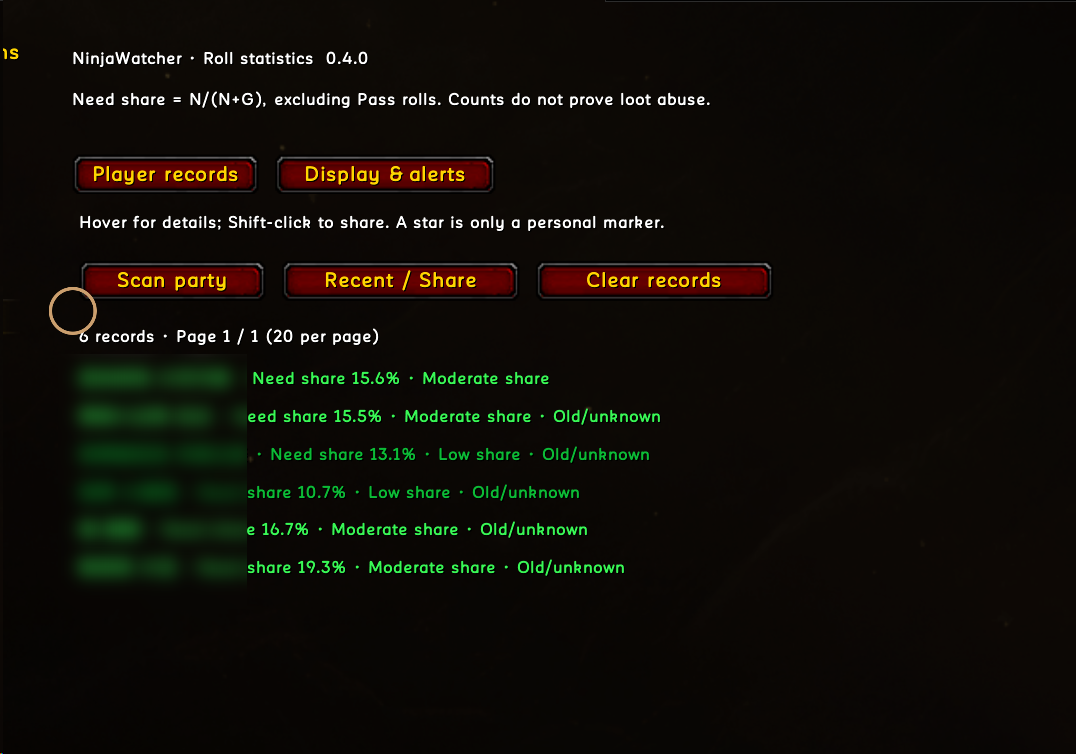 ns
NinjaWatcher · Roll statistics 0.4.0
Need share = N/(N+G), excluding Pass rolls. Counts do not prove loot abuse.
Player records Display & alerts
Hover for details; Shift-click to share. A star is only a personal marker.
Scan party Recent / Share Clear records
6 records · Page 1 / 1 (20 per page)
Need share 15.6% · Moderate share
eed share 15.5% · Moderate share · Old/unknown
· Need share 13.1% · Low share · Old/unknown
share 10.7% · Low share · Old/unknown
e 16.7% · Moderate share · Old/unknown
share 19.3% · Moderate share · Old/unknown